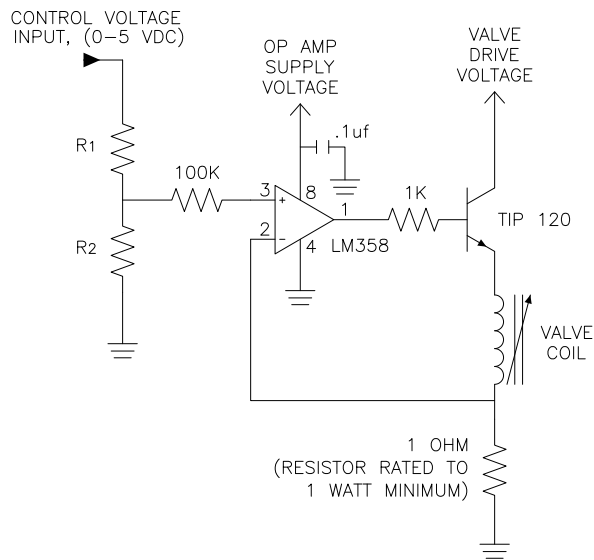 CONTROL VOLTAGE
INPUT, (0-5 VDC)
OP AMP
SUPPLY
VOLTAGE
VALVE
DRIVE
VOLTAGE
.1uf
R1
100K
3
+
8
1
1K
TIP 120
2
-
4
LM358
R2
VALVE
COIL
1 OHM
(RESISTOR RATED TO
1 WATT MINIMUM)